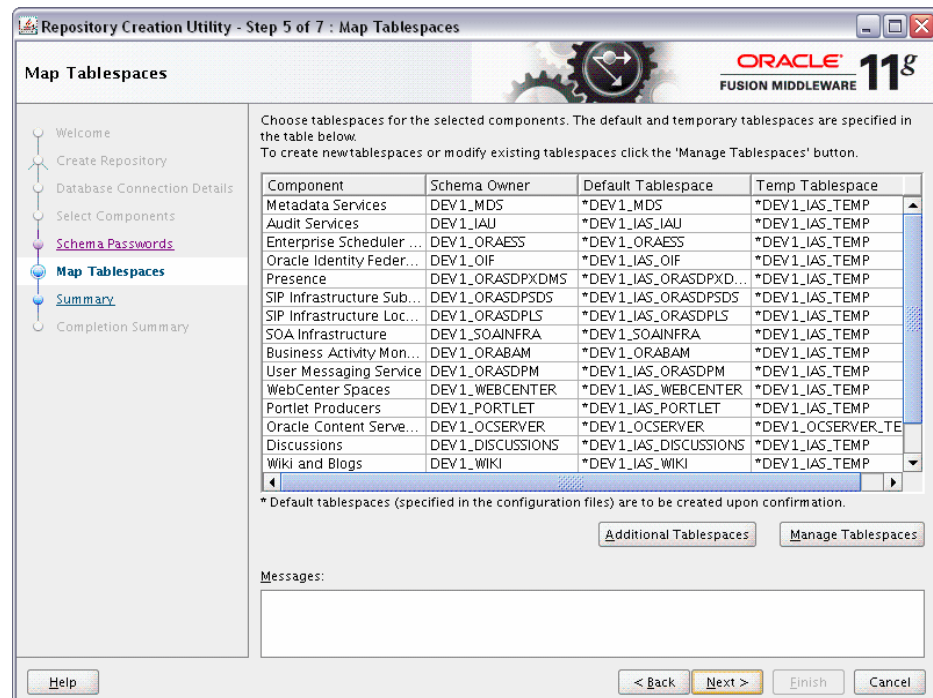 Repository Creation Utility - Step 5 of 7 : Map Tablespaces
Map Tablespaces
ORACLE
FUSION MIDDLEWARE
11g
Welcome
Create Repository
Database Connection Details
Select Components
Schema Passwords
Map Tablespaces
Summary
Completion Summary
Choose tablespaces for the selected components. The default and temporary tablespaces are specified in
the table below.
To create new tablespaces or modify existing tablespaces click the 'Manage Tablespaces' button.
Component Schema Owner Default Tablespace Temp Tablespace
Metadata Services DEV1_MDS *DEV1_MDS *DEV1_IAS_TEMP
Audit Services DEV1_IAU *DEV1_IAS_IAU *DEV1_IAS_TEMP
Enterprise Scheduler ... DEV1_ORAESS *DEV1_ORAESS *DEV1_IAS_TEMP
Oracle Identity Feder... DEV1_OIF *DEV1_IAS_OIF *DEV1_IAS_TEMP
Presence DEV1_ORASDPXDMS *DEV1_IAS_ORASDPXD... *DEV1_IAS_TEMP
SIP Infrastructure Sub... DEV1_ORASDPSDS *DEV1_IAS_ORASDPSDS *DEV1_IAS_TEMP
SIP Infrastructure Loc... DEV1_ORASDPLS *DEV1_IAS_ORASDPLS *DEV1_IAS_TEMP
SOA Infrastructure DEV1_SOAINFRA *DEV1_SOAINFRA *DEV1_IAS_TEMP
Business Activity Mon... DEV1_ORABAM *DEV1_ORABAM *DEV1_IAS_TEMP
User Messaging Service DEV1_ORASDPM *DEV1_IAS_ORASDPM *DEV1_IAS_TEMP
WebCenter Spaces DEV1_WEBCENTER *DEV1_IAS_WEBCENTER *DEV1_IAS_TEMP
Portlet Producers DEV1_PORTLET *DEV1_IAS_PORTLET *DEV1_IAS_TEMP
Oracle Content Serve... DEV1_OCSERVER *DEV1_OCSERVER *DEV1_OCSERVER_TE
Discussions DEV1_DISCUSSIONS *DEV1_IAS_DISCUSSIONS *DEV1_IAS_TEMP
Wiki and Blogs DEV1_WIKI *DEV1_IAS_WIKI *DEV1_IAS_TEMP
* Default tablespaces (specified in the configuration files) are to be created upon confirmation.
Additional Tablespaces Manage Tablespaces
Messages:
Help < Back Next > Finish Cancel